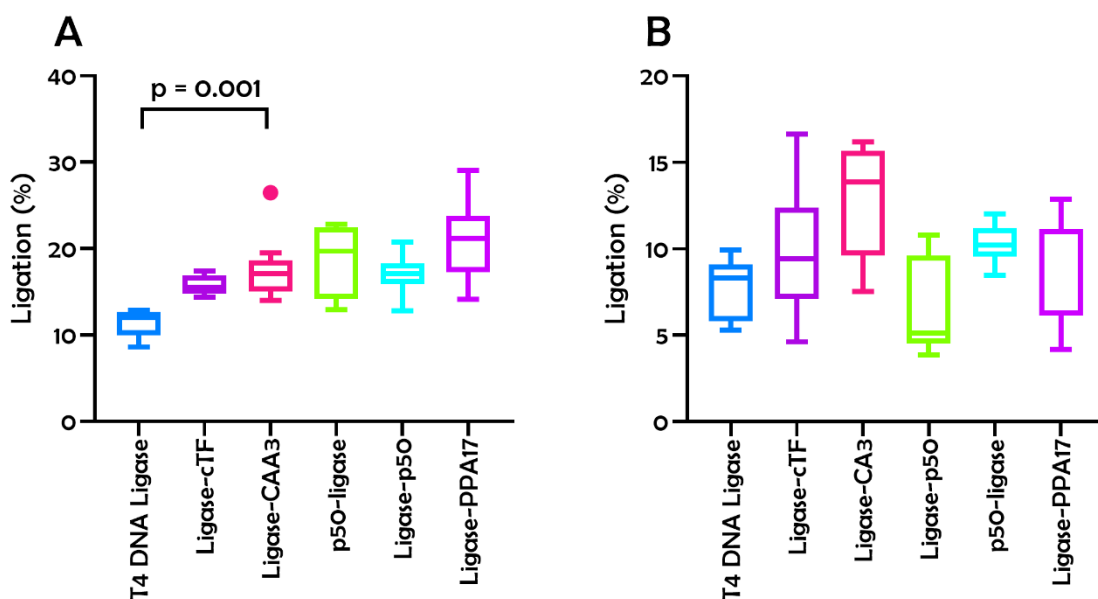 A
Ligation (%)
40
30
20
10
0
p = 0.001
T4 DNA Ligase
Ligase-cTF
Ligase-CAA3
p50-ligase
Ligase-p50
Ligase-PPA17
B
Ligation (%)
20
15
10
5
0
T4 DNA Ligase
Ligase-cTF
Ligase-CA3
Ligase-p50
p50-ligase
Ligase-PPA17